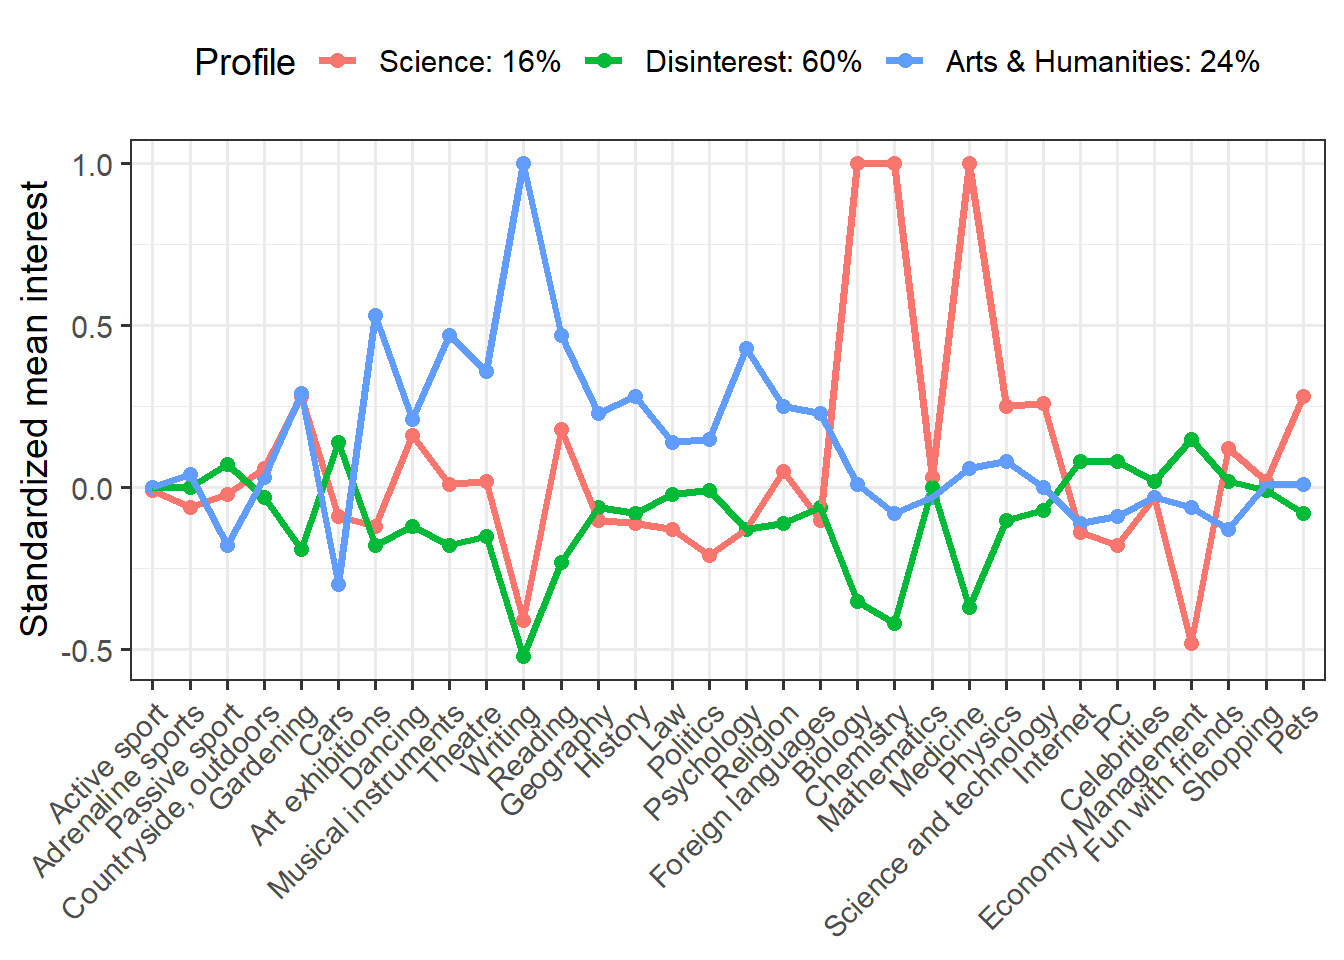 Profile Science: 16% Disinterest: 60% Arts & Humanities: 24%
Standardized mean interest
1.0
0.5
0.0
-0.5
Active sport
Adrenaline sports
Passive sport
Countryside, outdoors
Gardening
Cars
Art exhibitions
Dancing
Musical instruments
Theatre
Writing
Reading
Geography
History
Law
Politics
Psychology
Religion
Foreign languages
Biology
Chemistry
Mathematics
Medicine
Physics
Science and technology
Internet
PC
Celebrities
Economy Management
Fun with friends
Shopping
Pets